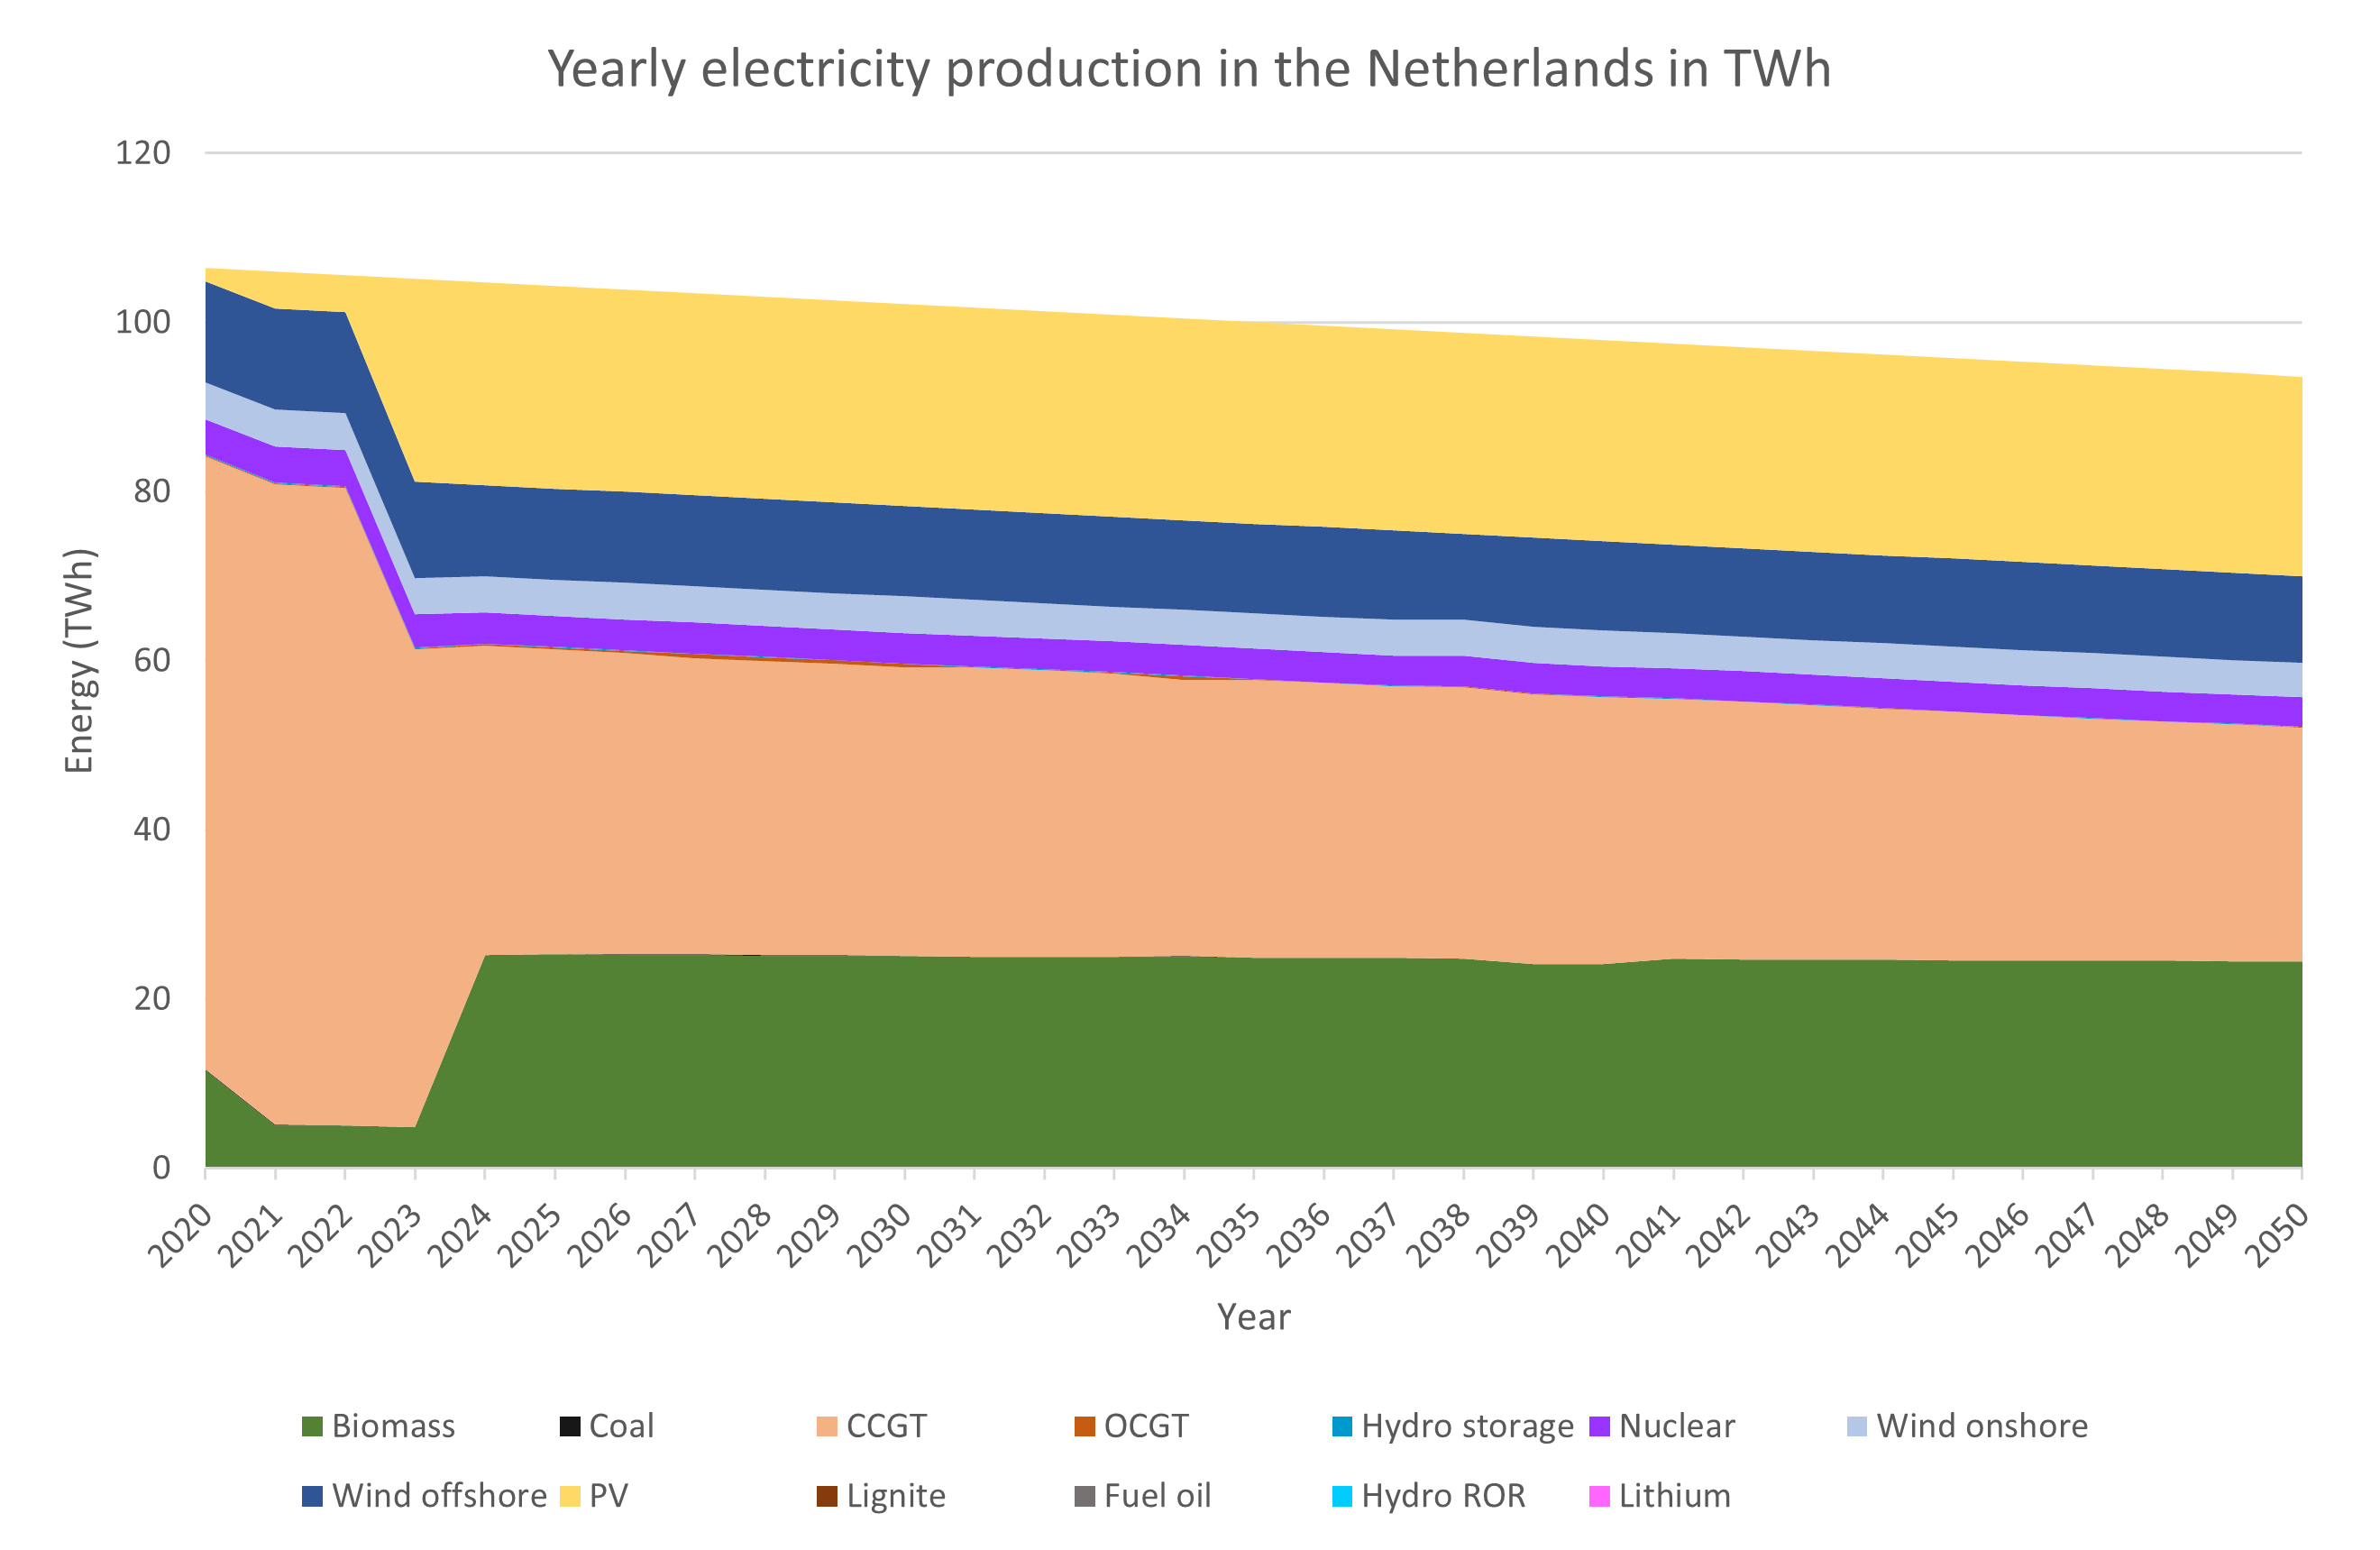 Yearly electricity production in the Netherlands in TWh
120
100
80
60
40
20
0
Energy (TWh)
2020 2021 2022 2023 2024 2025 2026 2027 2028 2029 2030 2031 2032 2033 2034 2035 2036 2037 2038 2039 2040 2041 2042 2043 2044 2045 2046 2047 2048 2049 2050
Year
Biomass Coal CCGT OCGT Hydro storage Nuclear Wind onshore
Wind offshore PV Lignite Fuel oil Hydro ROR Lithium